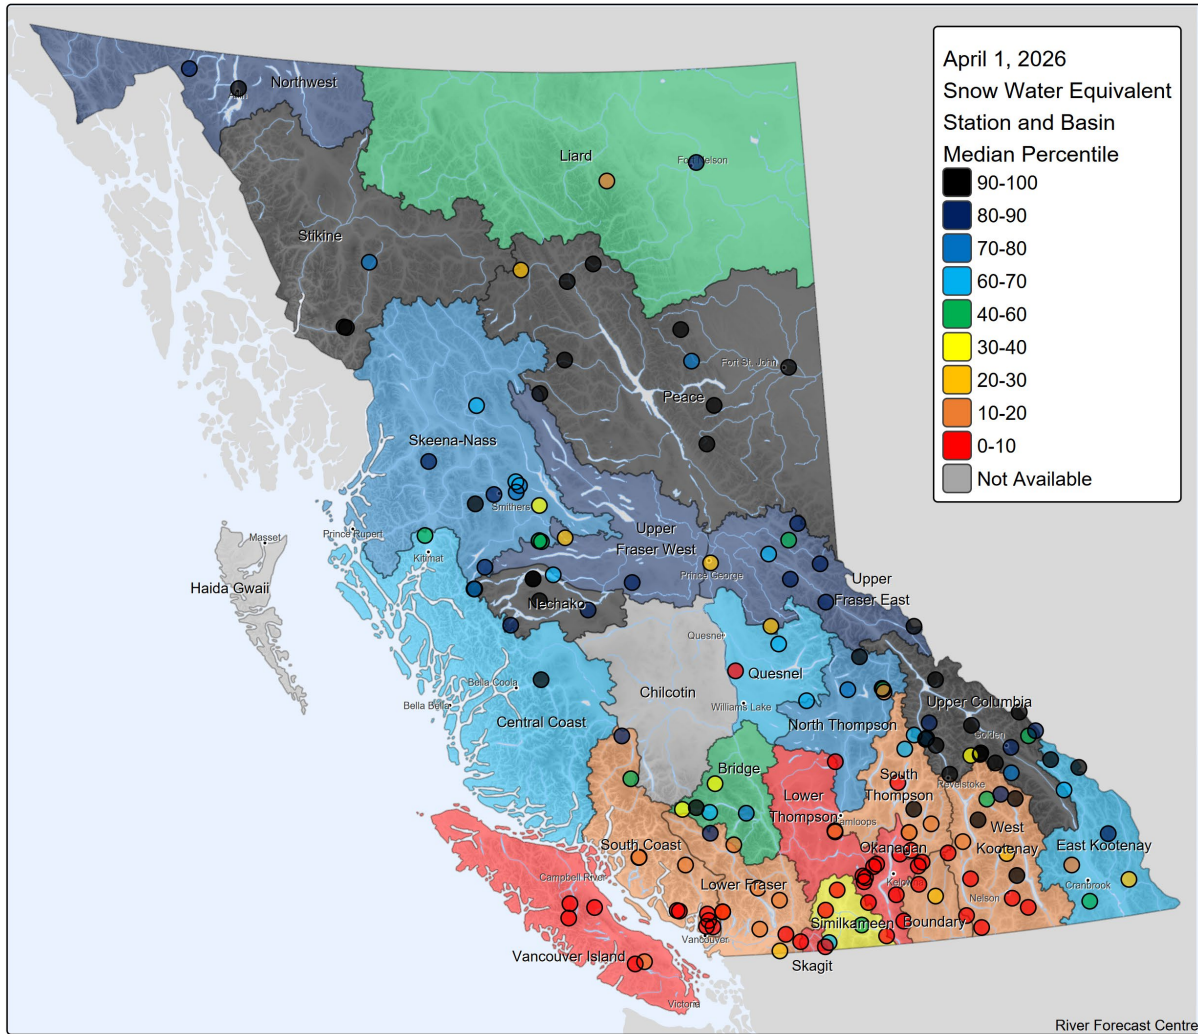 April 1, 2026
Snow Water Equivalent
Station and Basin
Median Percentile
90-100
80-90
70-80
60-70
40-60
30-40
20-30
10-20
0-10
Not Available
Northwest
Atlin
Liard
Fort Nelson
Stikine
Fort St. John
Peace
Skeena-Nass
Smithers
Prince Rupert
Kitimat
Masset
Haida Gwaii
Upper
Fraser West
Prince George
Upper
Fraser East
Nechako
Quesnel
Quesnel
Chilcotin
Williams Lake
Bella Coola
Bella Bella
Central Coast
North Thompson
Upper Columbia
Golden
Revelstoke
Bridge
South
Thompson
Lower
Thompson
Kamloops
West
Kootenay
East Kootenay
Cranbrook
Okanagan
Kelowna
Nelson
South Coast
Campbell River
Lower Fraser
Similkameen
Boundary
Vancouver
Vancouver Island
Skagit
Victoria
River Forecast Centre